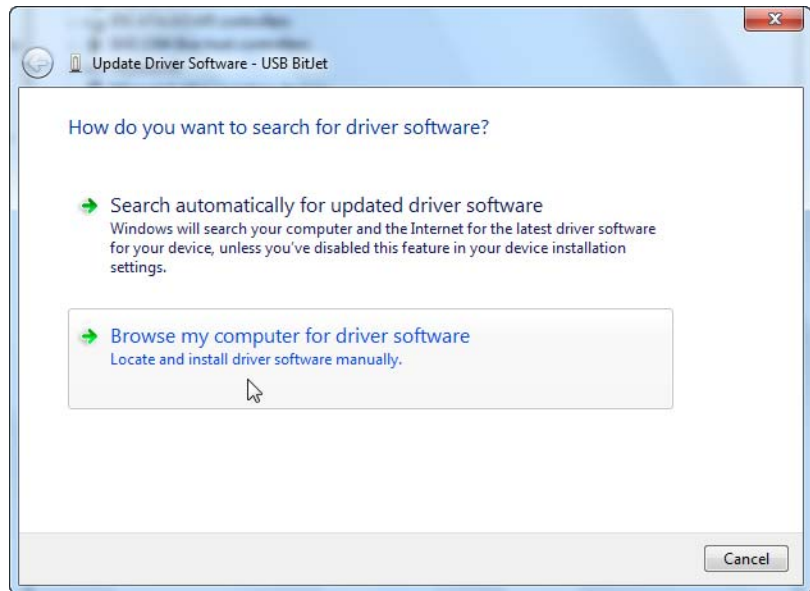 Update Driver Software - USB BitJet
How do you want to search for driver software?
Search automatically for updated driver software
Windows will search your computer and the Internet for the latest driver software
for your device, unless you've disabled this feature in your device installation
settings.
Browse my computer for driver software
Locate and install driver software manually.
Cancel